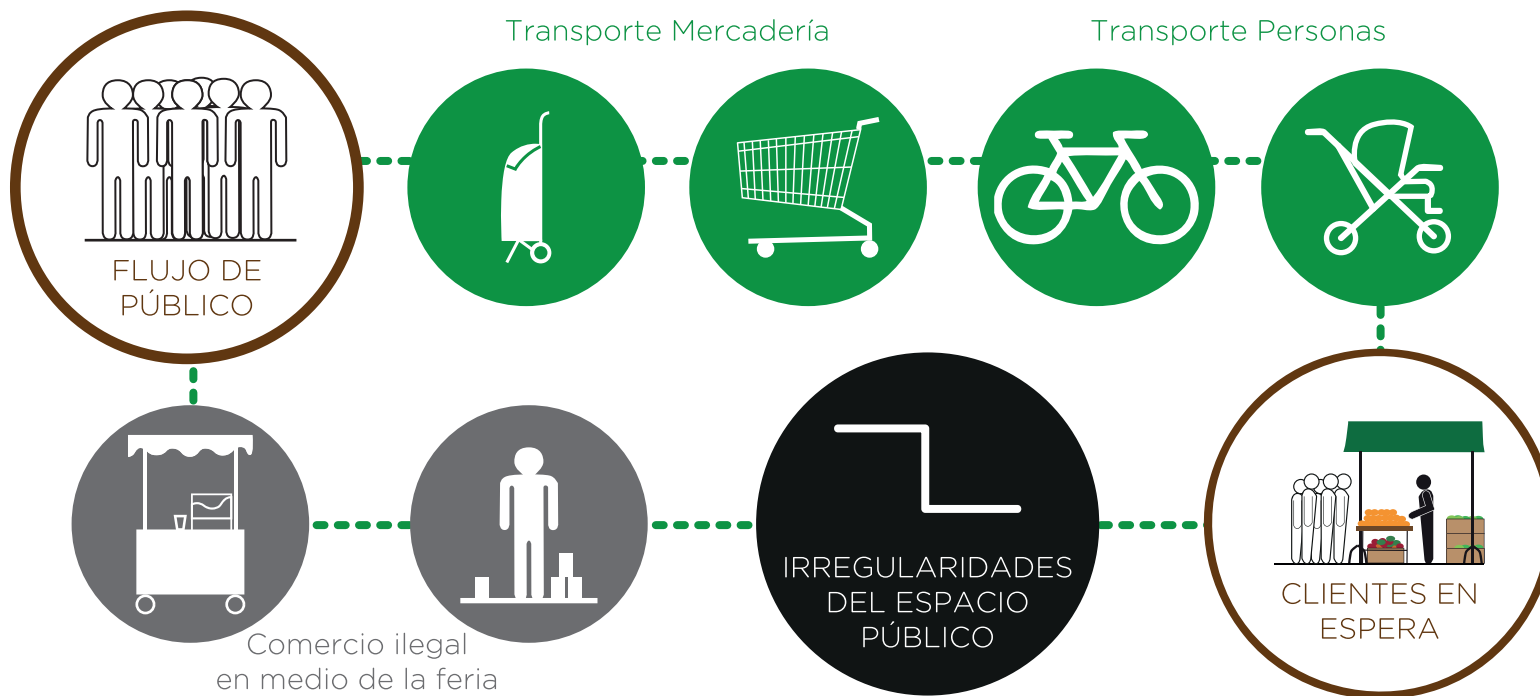 Transporte Mercadería
Transporte Personas
FLUJO DE
PÚBLICO
IRREGULARIDADES
DEL ESPACIO
PÚBLICO
CLIENTES EN
ESPERA
Comercio ilegal
en medio de la feria